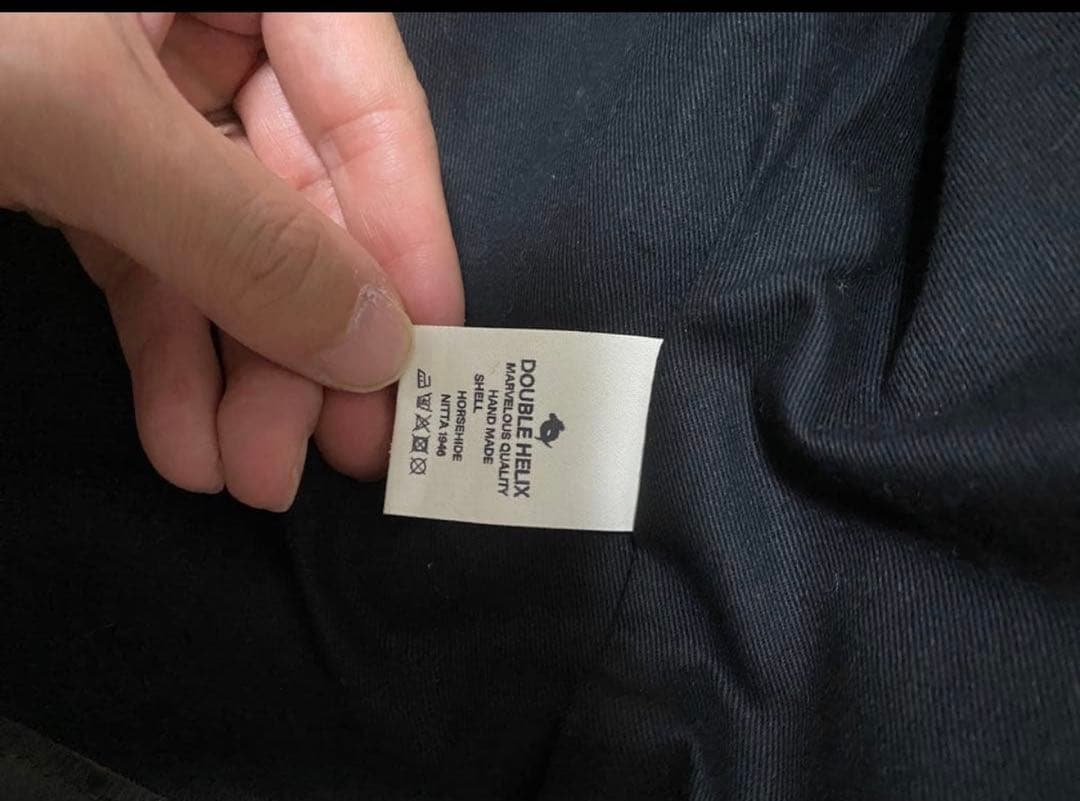 DOUBLE HELIX
MARVELOUS QUALITY
HAND MADE
SHELL
HORSEHIDE
NITTA 1946